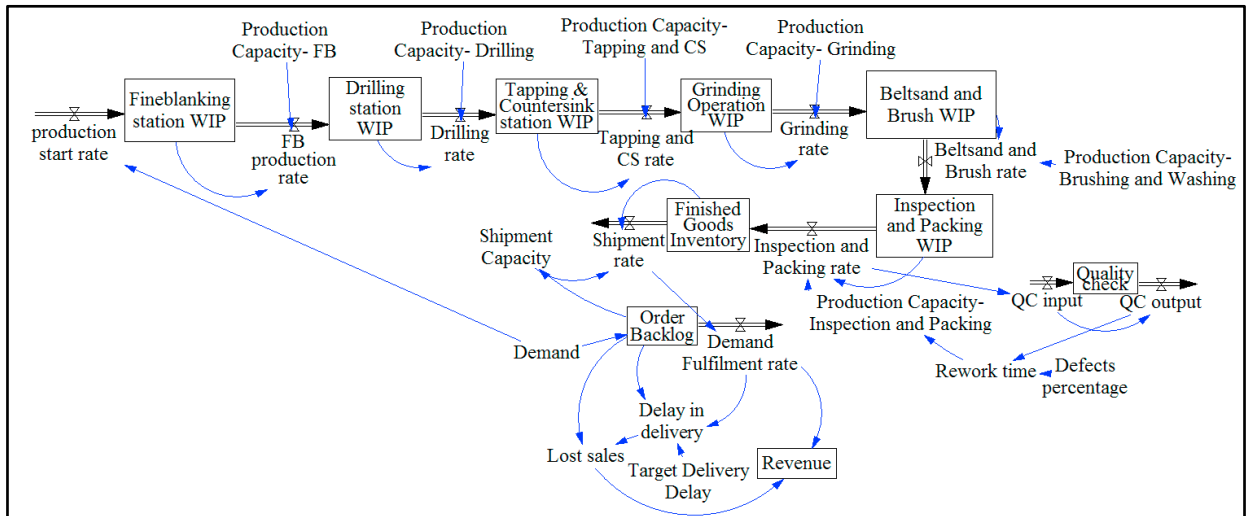 Production
Capacity- FB
Production
Capacity- Drilling
Production Capacity-
Tapping and CS
Production
Capacity- Grinding
Fineblanking
station WIP
Drilling
station WIP
Tapping &
Countersink
station WIP
Grinding
Operation
WIP
Beltsand and
Brush WIP
production
start rate
FB
production
rate
Drilling
rate
Tapping and
CS rate
Grinding
rate
Beltsand and
Brush rate
Production Capacity-
Brushing and Washing
Shipment
Capacity
Shipment
rate
Finished
Goods
Inventory
Inspection and
Packing rate
Inspection
and Packing
WIP
QC input
Quality
check
QC output
Production Capacity-
Inspection and Packing
Demand
Order
Backlog
Demand
Fulfilment rate
Rework time
Defects
percentage
Delay in
delivery
Lost sales
Target Delivery
Delay
Revenue